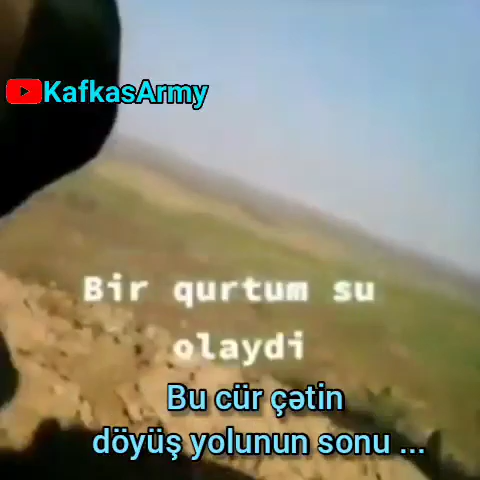 KafkasArmy
Bir qurtum su
olaydi
Bu cür çətin
döyüş yolunun sonu ...